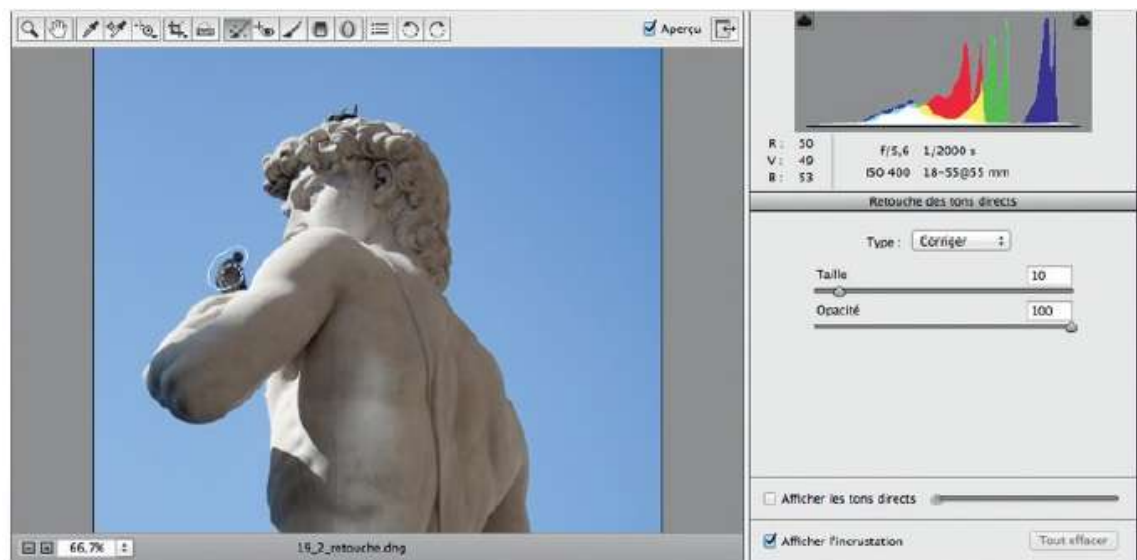 Aperçu
R : 50
V : 49
B : 53
f/5,6 1/2000 s
ISO 400 18-55@55 mm
Retouche des tons directs
Type : Corriger
Taille 10
Opacité 100
Afficher les tons directs
Afficher l'incrustation Tout effacer
66,7% 19_2_retouche.dng